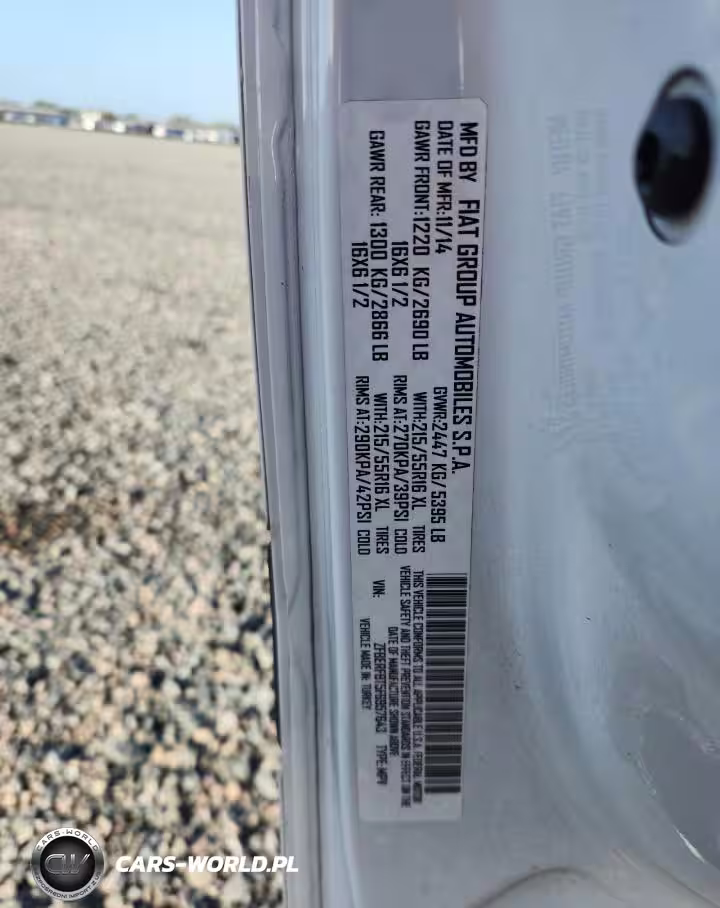 MFD BY FIAT GROUP AUTOMOBILES S.P.A.
DATE OF MFR:11/14 GVWR:2447 KG/5395 LB
GAWR FRONT:1220 KG/2690 LB WITH:215/55R16 XL TIRES
16X6 1/2 RIMS AT:270KPA/39PSI COLD
GAWR REAR: 1300 KG/2866 LB WITH:215/55R16 XL TIRES
16X6 1/2 RIMS AT:290KPA/42PSI COLD
THIS VEHICLE CONFORMS TO ALL APPLICABLE U.S.A. FEDERAL MOTOR
VEHICLE SAFETY AND THEFT PREVENTION STANDARDS IN EFFECT ON THE
DATE OF MANUFACTURE SHOWN ABOVE
VIN: TYPE:MPV
VEHICLE MADE IN: TURKEY
CARS-WORLD
CW
CARS-WORLD.PL